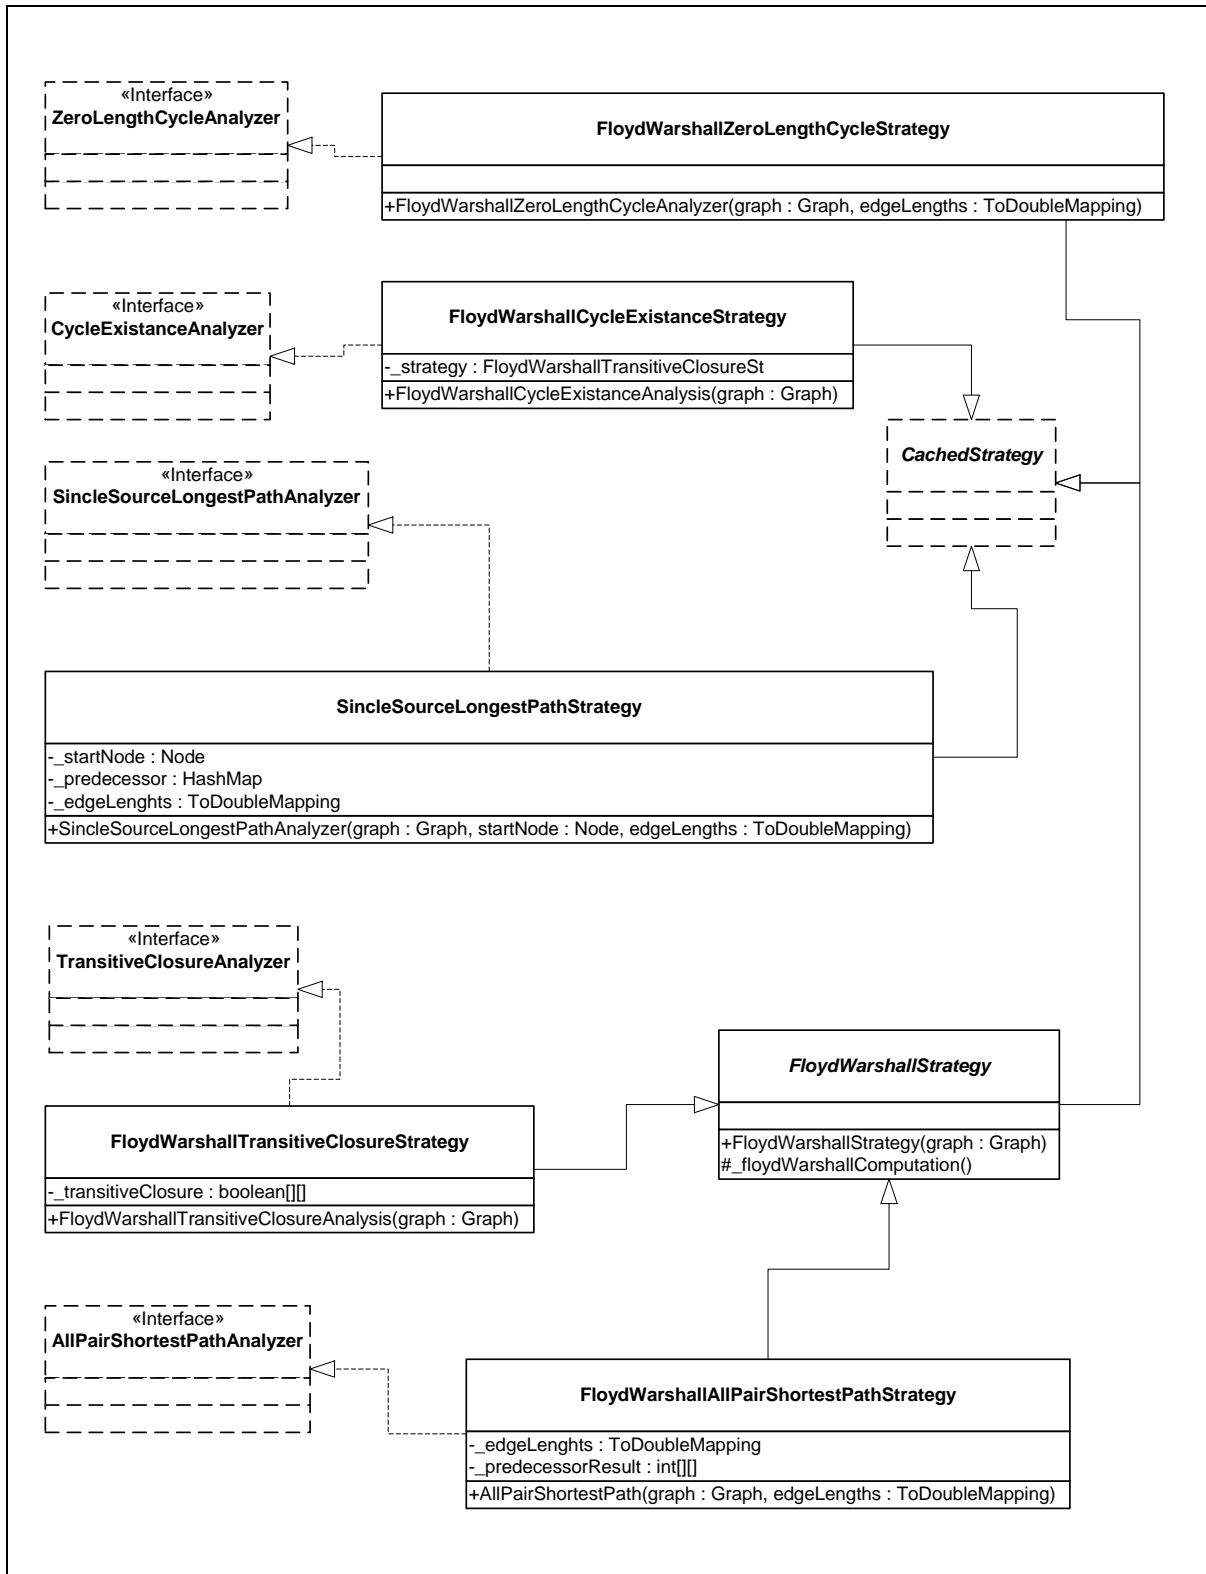 «Interface»
ZeroLengthCycleAnalyzer
FloydWarshallZeroLengthCycleStrategy
+FloydWarshallZeroLengthCycleAnalyzer(graph : Graph, edgeLengths : ToDoubleMapping)
«Interface»
CycleExistanceAnalyzer
FloydWarshallCycleExistanceStrategy
-_strategy : FloydWarshallTransitiveClosureSt
+FloydWarshallCycleExistanceAnalysis(graph : Graph)
CachedStrategy
«Interface»
SincleSourceLongestPathAnalyzer
SincleSourceLongestPathStrategy
-_startNode : Node
-_predecessor : HashMap
-_edgeLenghts : ToDoubleMapping
+SincleSourceLongestPathAnalyzer(graph : Graph, startNode : Node, edgeLengths : ToDoubleMapping)
«Interface»
TransitiveClosureAnalyzer
FloydWarshallStrategy
+FloydWarshallStrategy(graph : Graph)
#_floydWarshallComputation()
FloydWarshallTransitiveClosureStrategy
-_transitiveClosure : boolean[][]
+FloydWarshallTransitiveClosureAnalysis(graph : Graph)
«Interface»
AllPairShortestPathAnalyzer
FloydWarshallAllPairShortestPathStrategy
-_edgeLenghts : ToDoubleMapping
-_predecessorResult : int[][]
+AllPairShortestPath(graph : Graph, edgeLengths : ToDoubleMapping)